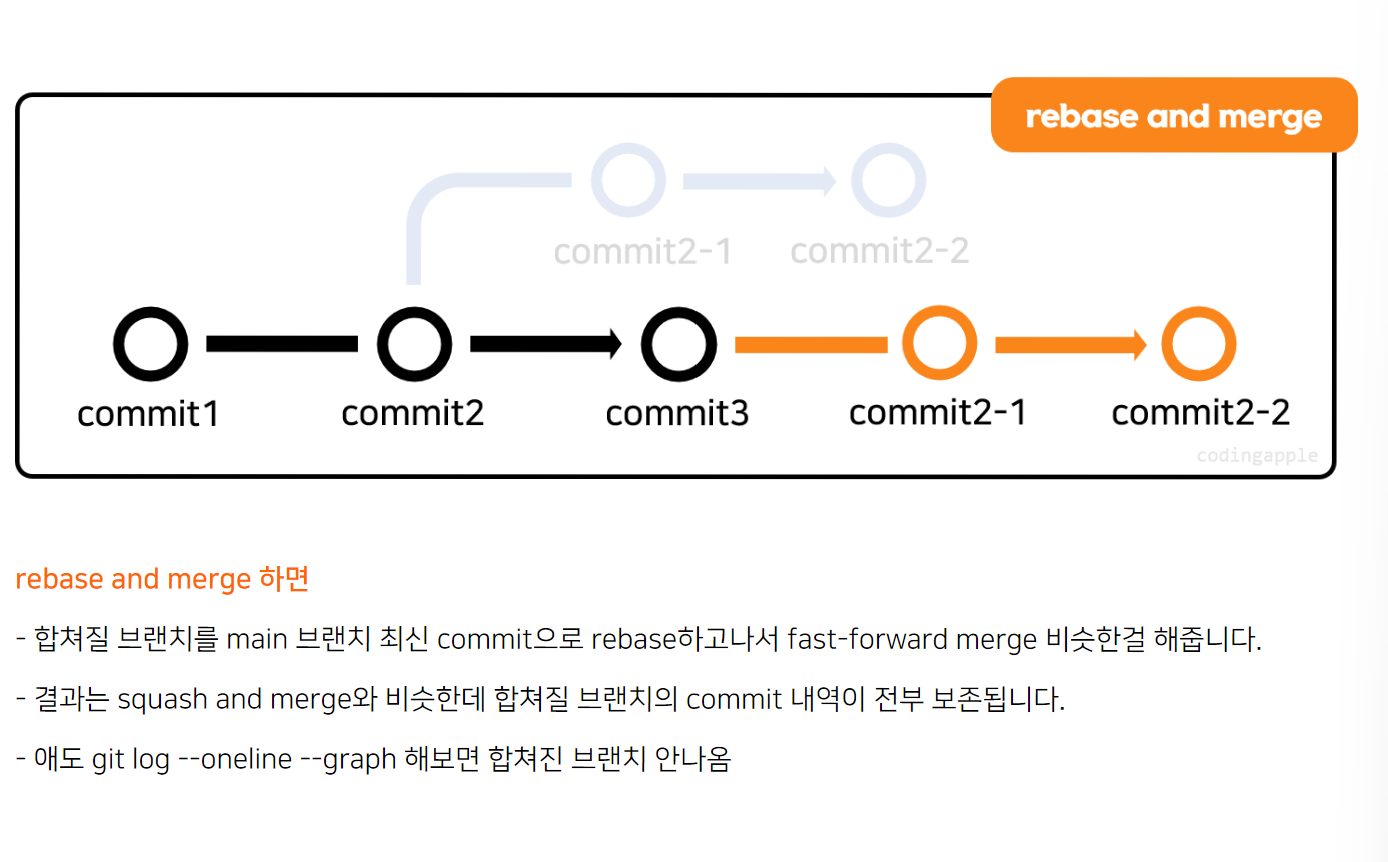 rebase and merge
commit2-1
commit2-2
commit1
commit2
commit3
commit2-1
commit2-2
codingapple
rebase and merge 하면
- 합쳐질 브랜치를 main 브랜치 최신 commit으로 rebase하고나서 fast-forward merge 비슷한걸 해줍니다.
- 결과는 squash and merge와 비슷한데 합쳐질 브랜치의 commit 내역이 전부 보존됩니다.
- 얘도 git log --oneline --graph 해보면 합쳐진 브랜치 안나옴